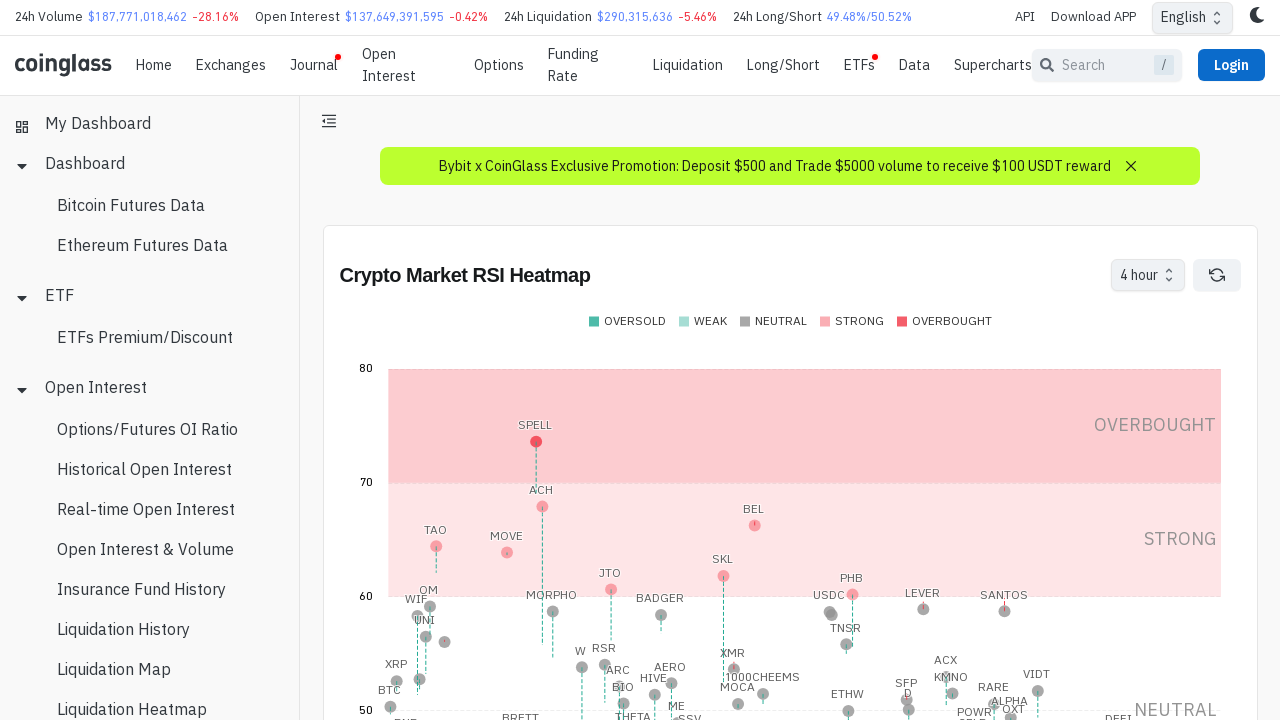 24h Volume $187,771,018,462 -28.16% Open Interest $137,649,391,595 -0.42% 24h Liquidation $290,315,636 -5.46% 24h Long/Short 49.48%/50.52% API Download APP English
coinglass Home Exchanges Journal Open Interest Options Funding Rate Liquidation Long/Short ETFs Data Supercharts Search / Login
My Dashboard
Dashboard
Bitcoin Futures Data
Ethereum Futures Data
ETF
ETFs Premium/Discount
Open Interest
Options/Futures OI Ratio
Historical Open Interest
Real-time Open Interest
Open Interest & Volume
Insurance Fund History
Liquidation History
Liquidation Map
Liquidation Heatmap
Bybit x CoinGlass Exclusive Promotion: Deposit $500 and Trade $5000 volume to receive $100 USDT reward
Crypto Market RSI Heatmap 4 hour
OVERSOLD WEAK NEUTRAL STRONG OVERBOUGHT
80
OVERBOUGHT
SPELL
70
ACH
BEL
TAO
MOVE
STRONG
SKL
JTO
PHB
OM
60
WIF
MORPHO
BADGER
USDC
LEVER
SANTOS
UNI
TNSR
W
RSR
XMR
XRP
ARC
AERO
ACX
HIVE
1000CHEEMS
KMNO
VIDT
BTC
BIO
MOCA
ETHW
SFP
D
RARE
ALPHA
50
ME
OXT
NEUTRAL
BRETT
THETA
SSV
POWR
DEFI